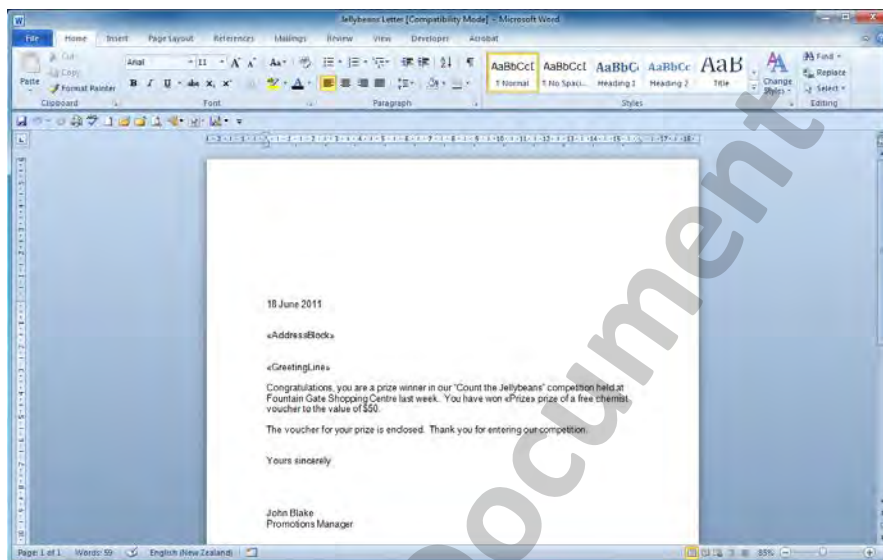 Jellybeans Letter [Compatibility Mode] - Microsoft Word
File Home Insert Page Layout References Mailings Review View Developer Acrobat
Cut
Copy
Format Painter
Paste
Arial 11
AaBbCcI AaBbCcI AaBbC AaBbCc AaB
¶ Normal ¶ No Spaci... Heading 1 Heading 2 Title
Change Styles
Find
Replace
Select
Clipboard Font Paragraph Styles Editing
18 June 2011
«AddressBlock»
«GreetingLine»
Congratulations, you are a prize winner in our "Count the Jellybeans" competition held at
Fountain Gate Shopping Centre last week. You have won «Prize» prize of a free chemist
voucher to the value of $50.
The voucher for your prize is enclosed. Thank you for entering our competition.
Yours sincerely
John Blake
Promotions Manager
Page: 1 of 1 Words: 59 English (New Zealand) 85%
ocument